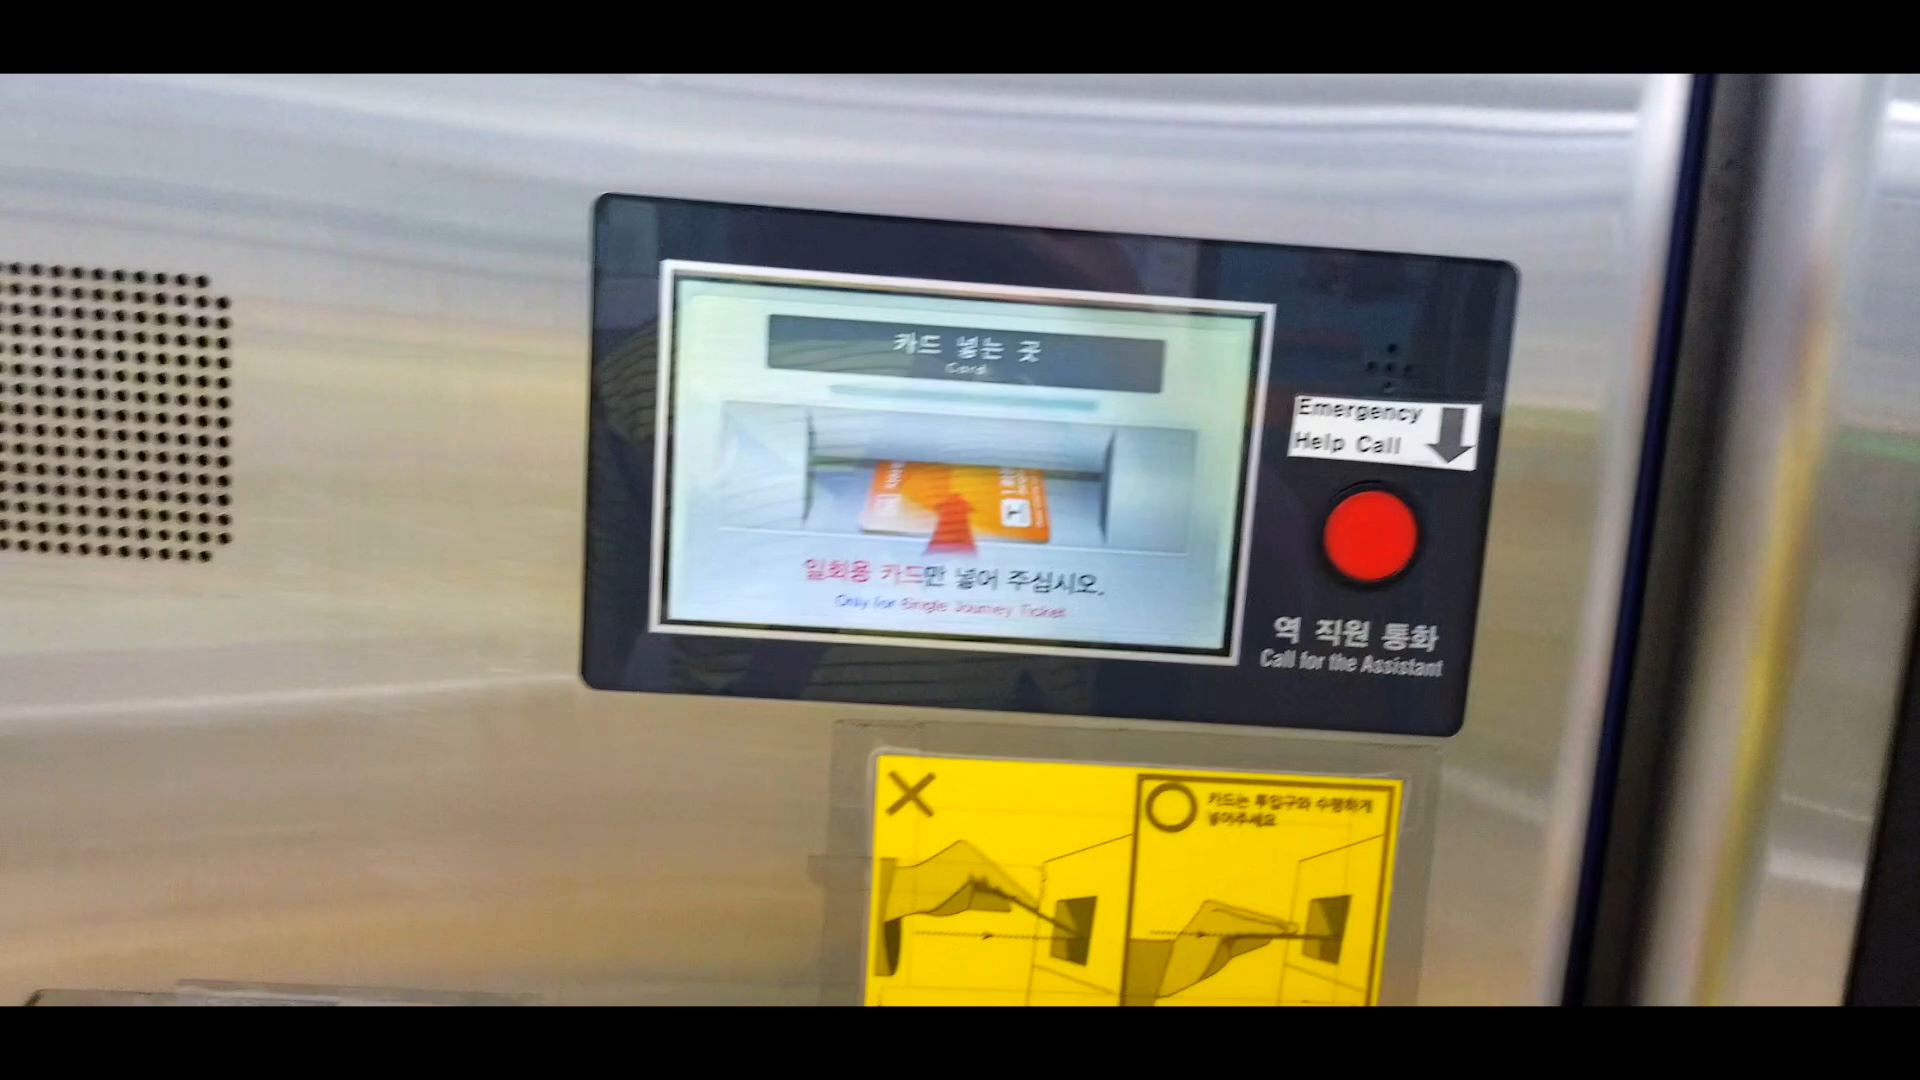 카드 넣는 곳
Card
일회용 카드만 넣어 주십시오.
Only for Single Journey Ticket
Emergency
Help Call
역 직원 통화
Call for the Assistant
카드는 투입구와 수평하게
넣어주세요